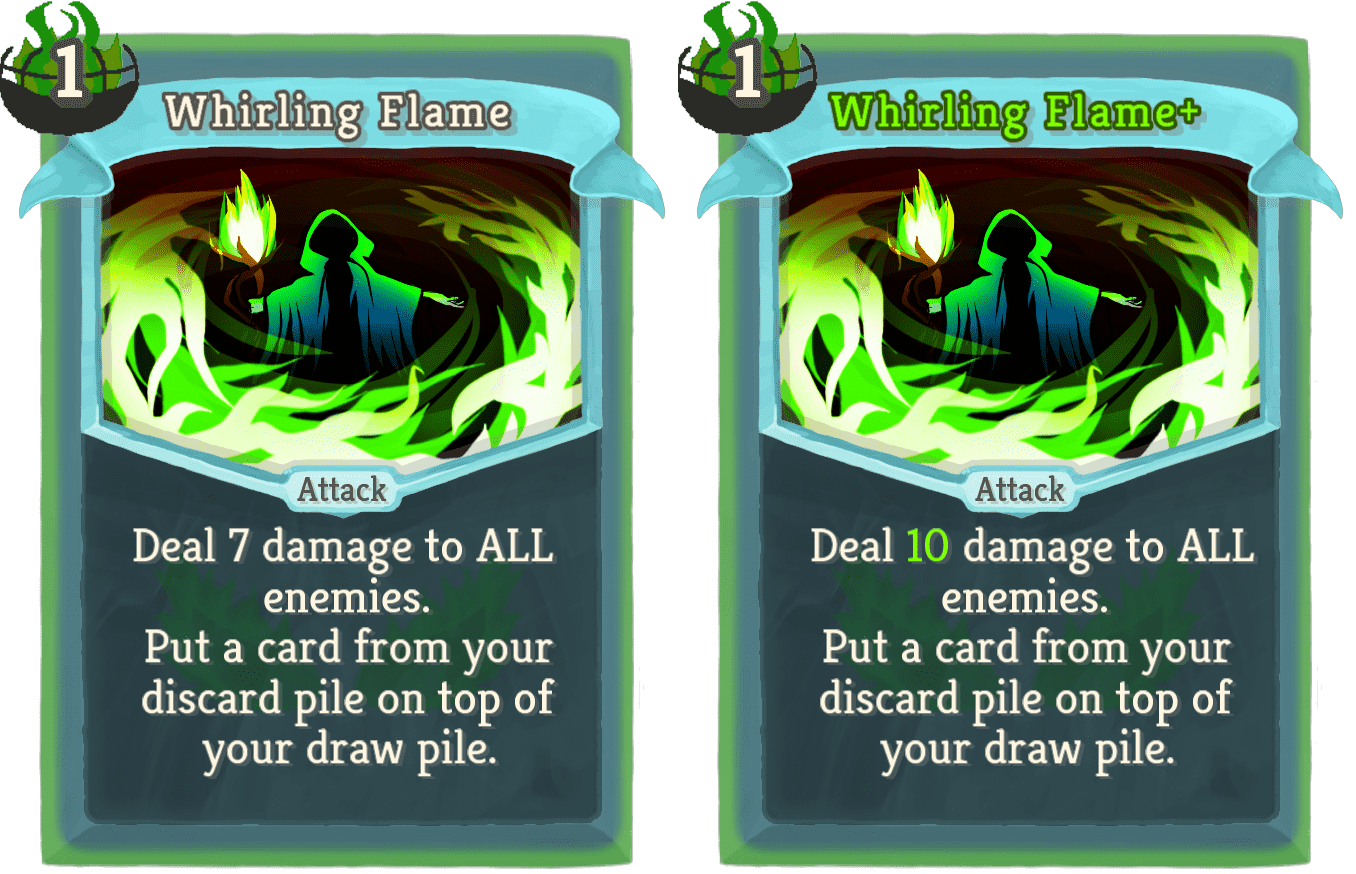 1
Whirling Flame
Attack
Deal 7 damage to ALL
enemies.
Put a card from your
discard pile on top of
your draw pile.
1
Whirling Flame+
Attack
Deal 10 damage to ALL
enemies.
Put a card from your
discard pile on top of
your draw pile.